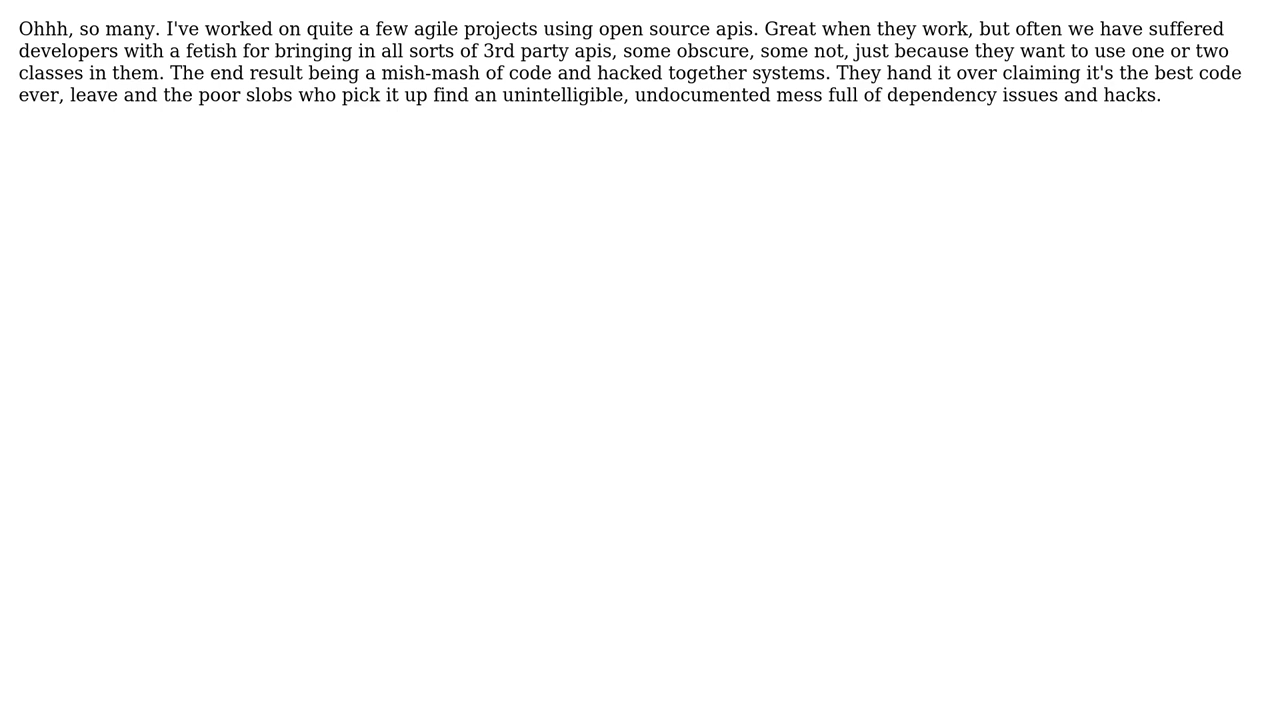 Ohhh, so many. I've worked on quite a few agile projects using open source apis. Great when they work, but often we have suffered
developers with a fetish for bringing in all sorts of 3rd party apis, some obscure, some not, just because they want to use one or two
classes in them. The end result being a mish-mash of code and hacked together systems. They hand it over claiming it's the best code
ever, leave and the poor slobs who pick it up find an unintelligible, undocumented mess full of dependency issues and hacks.